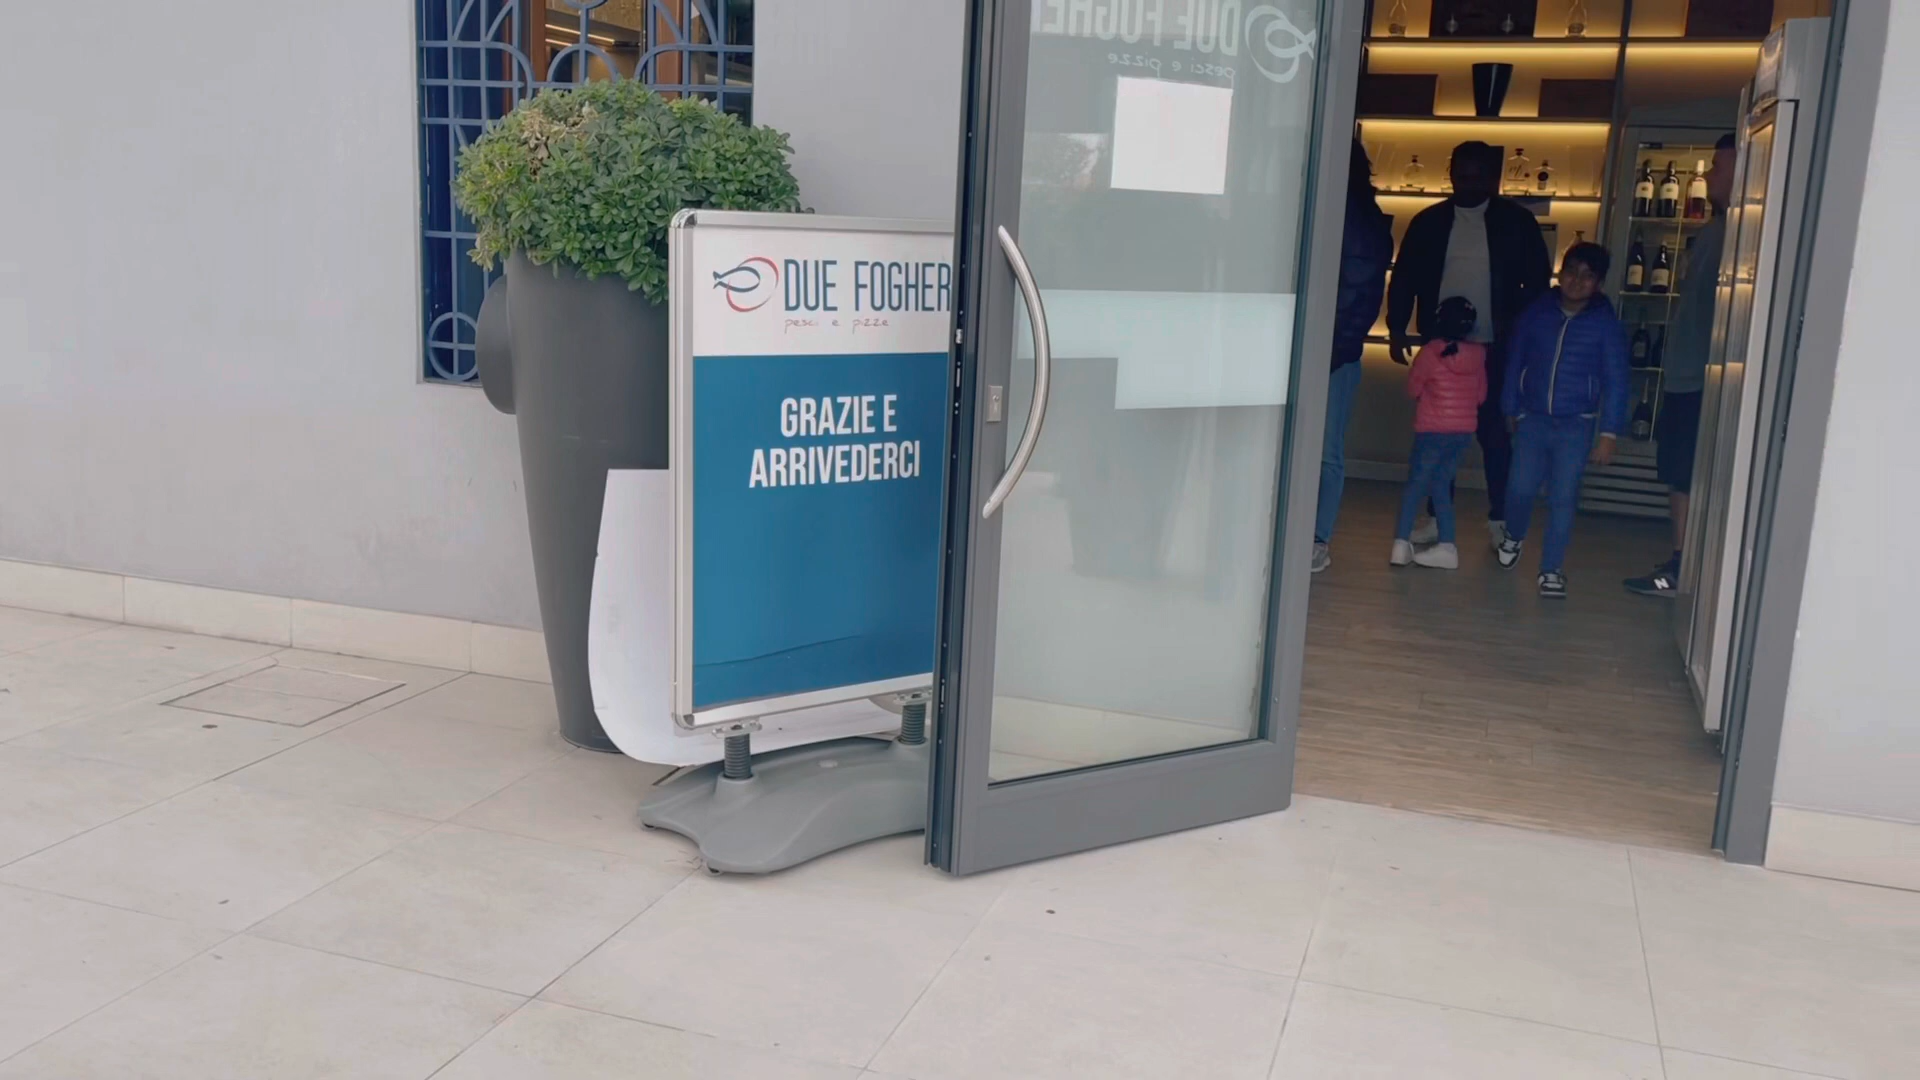 DUE FOGHER
pesci e pizze
GRAZIE E
ARRIVEDERCI
DUE FOGHE
pesci e pizze
N